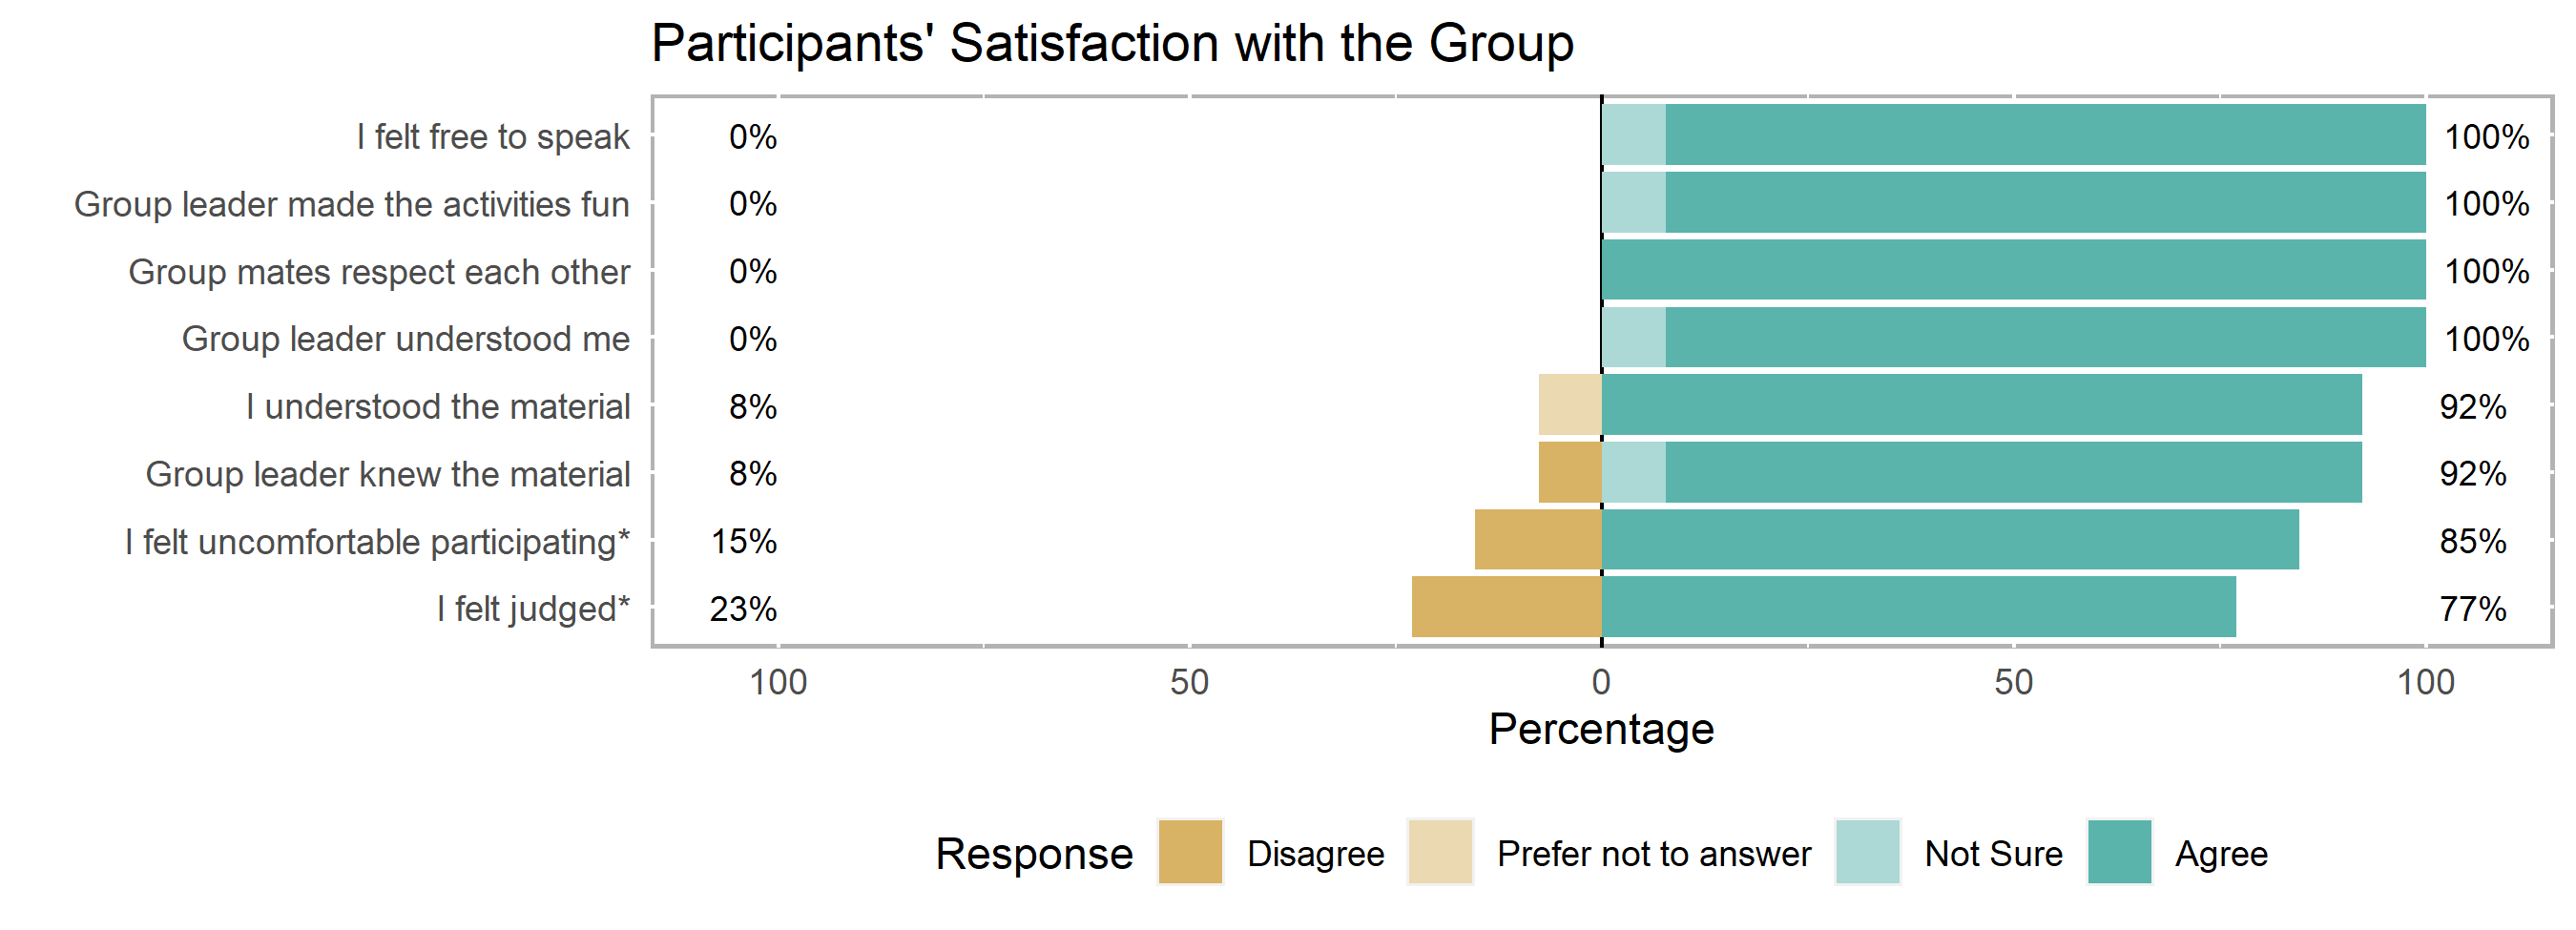 Participants' Satisfaction with the Group
I felt free to speak 0% 100%
Group leader made the activities fun 0% 100%
Group mates respect each other 0% 100%
Group leader understood me 0% 100%
I understood the material 8% 92%
Group leader knew the material 8% 92%
I felt uncomfortable participating* 15% 85%
I felt judged* 23% 77%
100 50 0 50 100
Percentage
Response Disagree Prefer not to answer Not Sure Agree